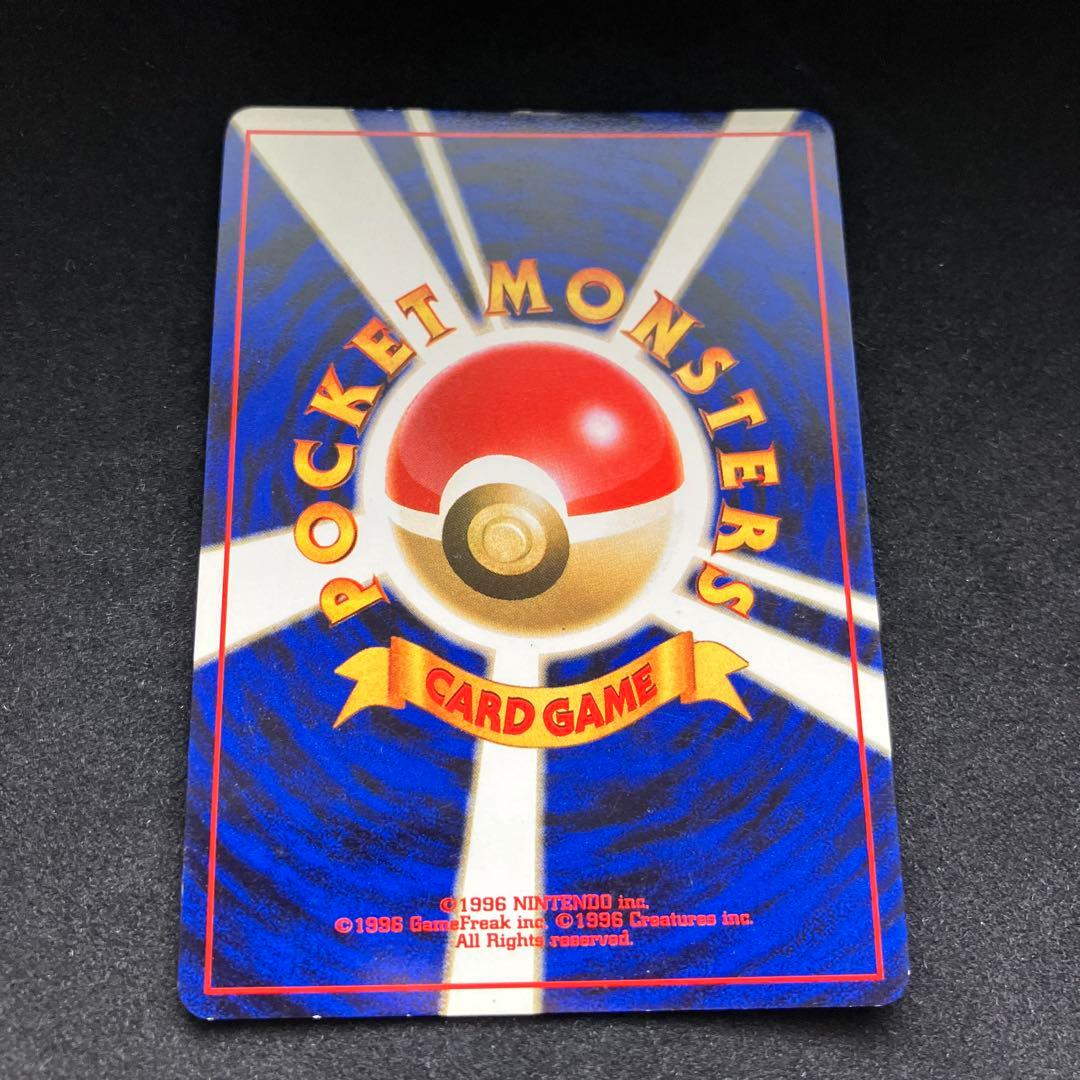 POCKET MONSTERS
CARD GAME
©1996 NINTENDO inc.
©1996 GameFreak inc. ©1996 Creatures inc.
All Rights reserved.